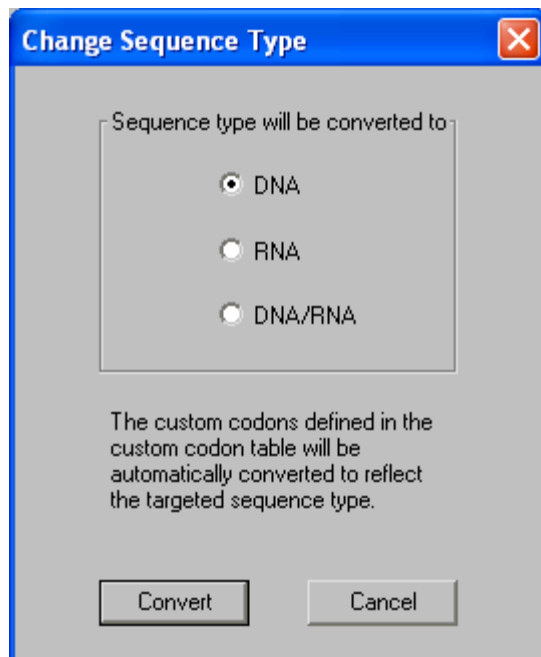 Change Sequence Type
Sequence type will be converted to
DNA
RNA
DNA/RNA
The custom codons defined in the
custom codon table will be
automatically converted to reflect
the targeted sequence type.
Convert
Cancel